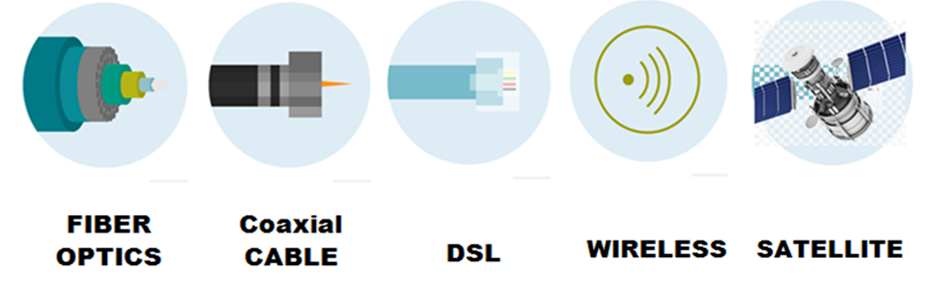 FIBER
OPTICS
Coaxial
CABLE
DSL
WIRELESS
SATELLITE